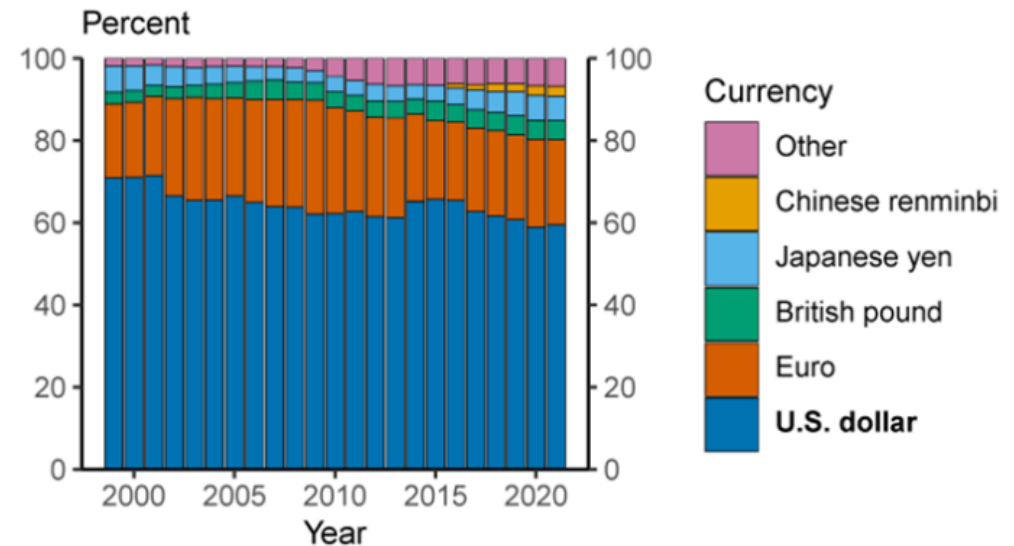 Percent
100
80
60
40
20
0
100
80
60
40
20
0
2000 2005 2010 2015 2020
Year
Currency
Other
Chinese renminbi
Japanese yen
British pound
Euro
U.S. dollar